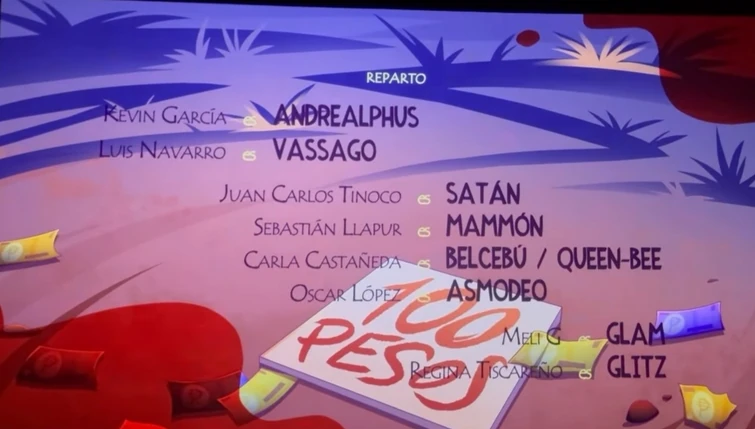 REPARTO
KEVIN GARCÍA es ANDREALPHUS
LUIS NAVARRO es VASSAGO
JUAN CARLOS TINOCO es SATÁN
SEBASTIÁN LLAPUR es MAMMÓN
CARLA CASTAÑEDA es BELCEBÚ / QUEEN-BEE
OSCAR LÓPEZ es ASMODEO
100
PESOS
MELI G es GLAM
REGINA TISCAREÑO es GLITZ